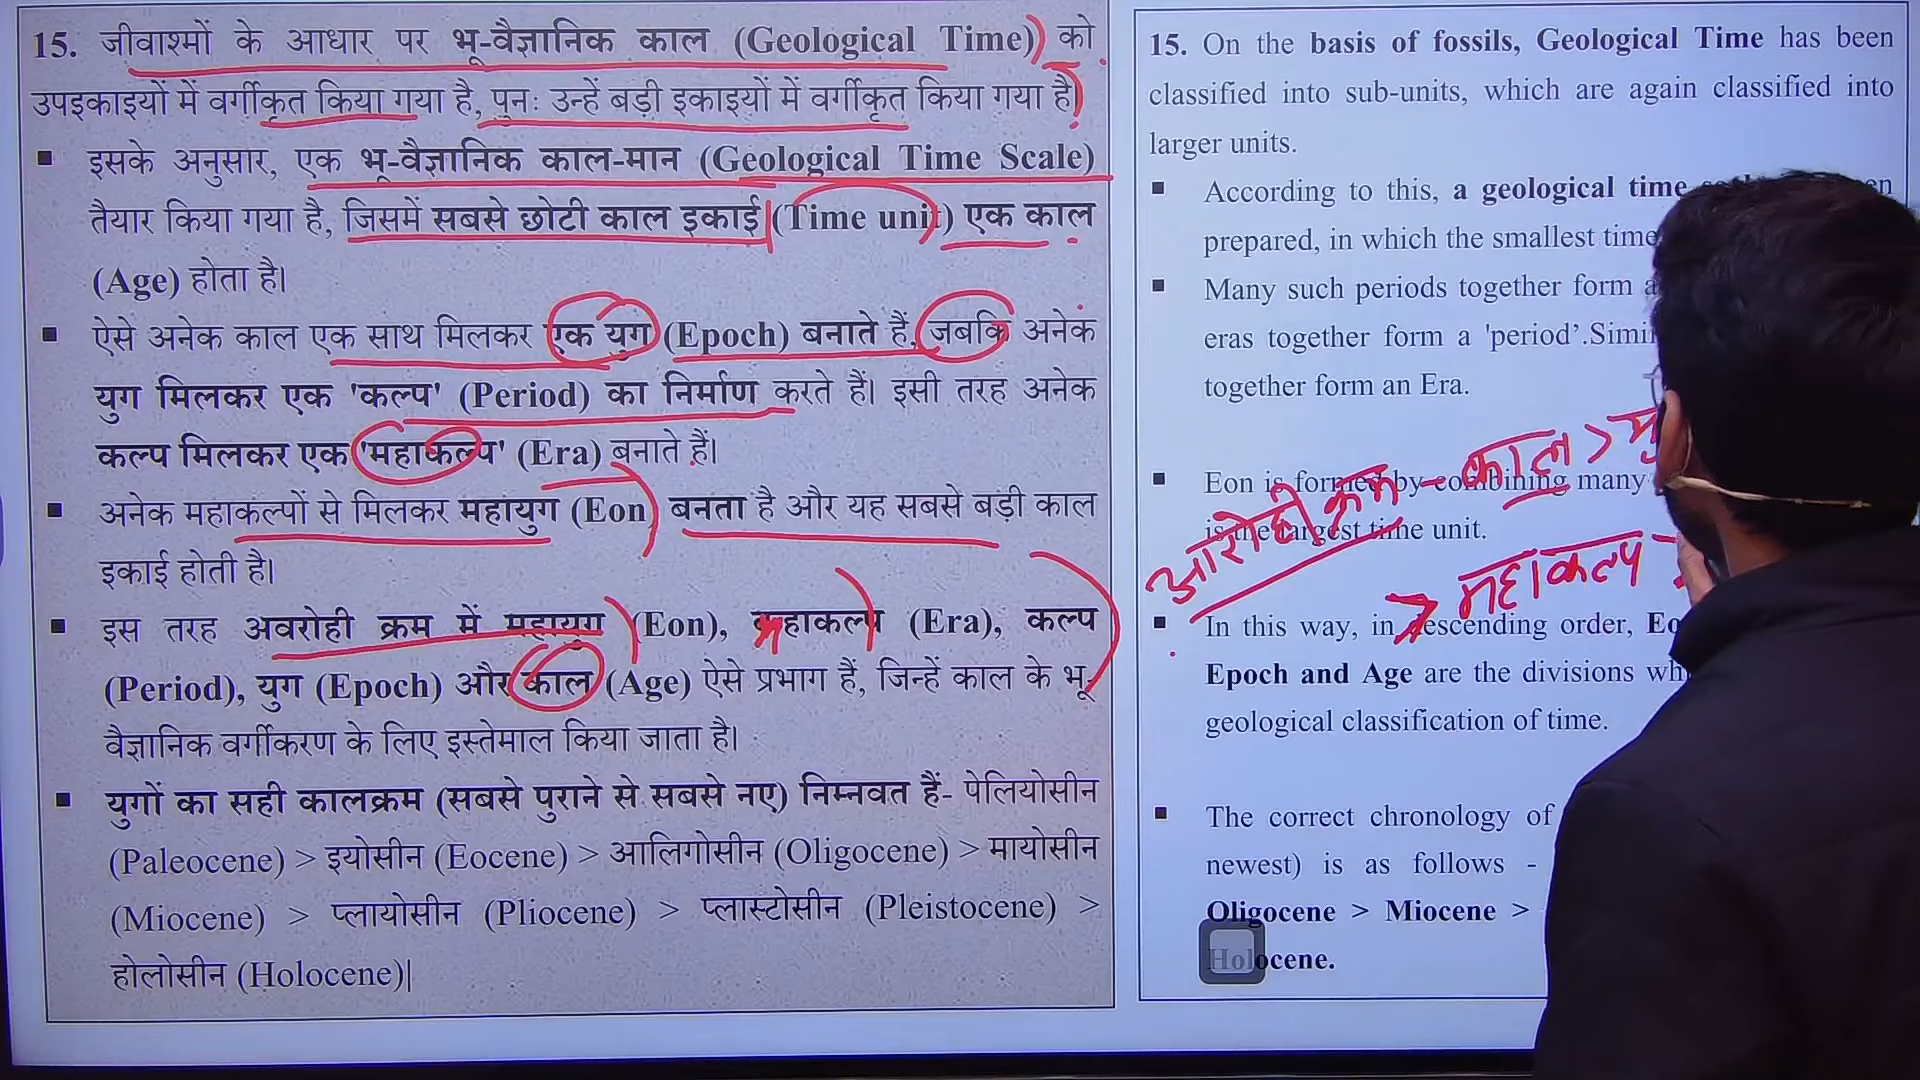 15. जीवाश्मों के आधार पर भू-वैज्ञानिक काल (Geological Time) को
उपइकाइयों में वर्गीकृत किया गया है, पुनः उन्हें बड़ी इकाइयों में वर्गीकृत किया गया है।
▪ इसके अनुसार, एक भू-वैज्ञानिक काल-मान (Geological Time Scale)
तैयार किया गया है, जिसमें सबसे छोटी काल इकाई (Time unit) एक काल
(Age) होता है।
▪ ऐसे अनेक काल एक साथ मिलकर एक युग (Epoch) बनाते हैं, जबकि अनेक
युग मिलकर एक 'कल्प' (Period) का निर्माण करते हैं। इसी तरह अनेक
कल्प मिलकर एक 'महाकल्प' (Era) बनाते हैं।
▪ अनेक महाकल्पों से मिलकर महायुग (Eon) बनता है और यह सबसे बड़ी काल
इकाई होती है।
▪ इस तरह अवरोही क्रम में महायुग (Eon), महाकल्प (Era), कल्प
(Period), युग (Epoch) और काल (Age) ऐसे प्रभाग हैं, जिन्हें काल के भू-
वैज्ञानिक वर्गीकरण के लिए इस्तेमाल किया जाता है।
▪ युगों का सही कालक्रम (सबसे पुराने से सबसे नए) निम्नवत हैं- पेलियोसीन
(Paleocene) > इयोसीन (Eocene) > आलिगोसीन (Oligocene) > मायोसीन
(Miocene) > प्लायोसीन (Pliocene) > प्लास्टोसीन (Pleistocene) >
होलोसीन (Holocene)|
15. On the basis of fossils, Geological Time has been
classified into sub-units, which are again classified into
larger units.
▪ According to this, a geological time
prepared, in which the smallest time
▪ Many such periods together form
eras together form a 'period'.Simi
together form an Era.
▪ Eon is formed by combining many
is the largest time unit.
आरोही क्रम - काल >
> महाकल्प
▪ In this way, in descending order,
Epoch and Age are the divisions
geological classification of time.
▪ The correct chronology of
newest) is as follows -
Oligocene > Miocene >
Holocene.